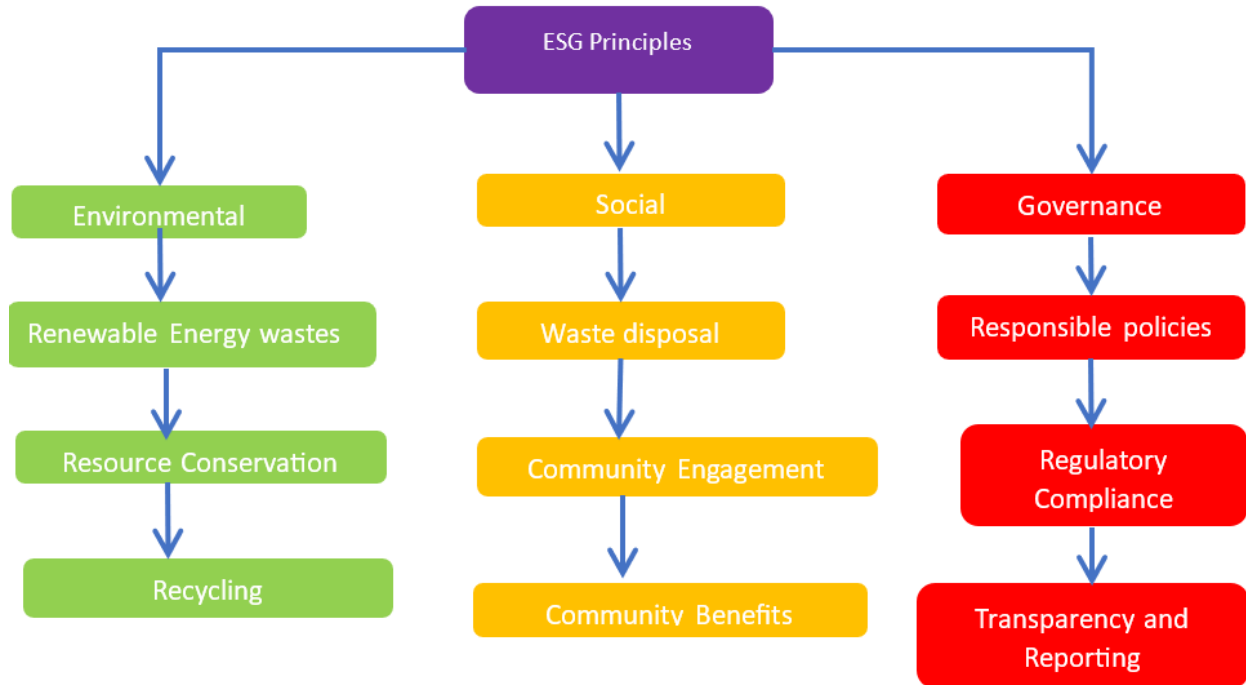 ESG Principles
Environmental
Renewable Energy wastes
Resource Conservation
Recycling
Social
Waste disposal
Community Engagement
Community Benefits
Governance
Responsible policies
Regulatory
Compliance
Transparency and
Reporting